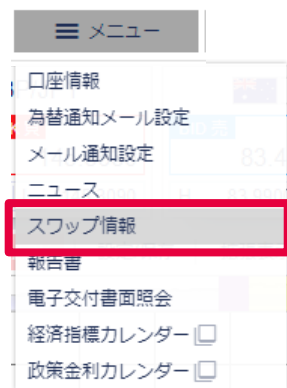 メニュー
口座情報
為替通知メール設定
メール通知設定
ニュース
スワップ情報
報告書
電子交付書面照会
経済指標カレンダー
政策金利カレンダー